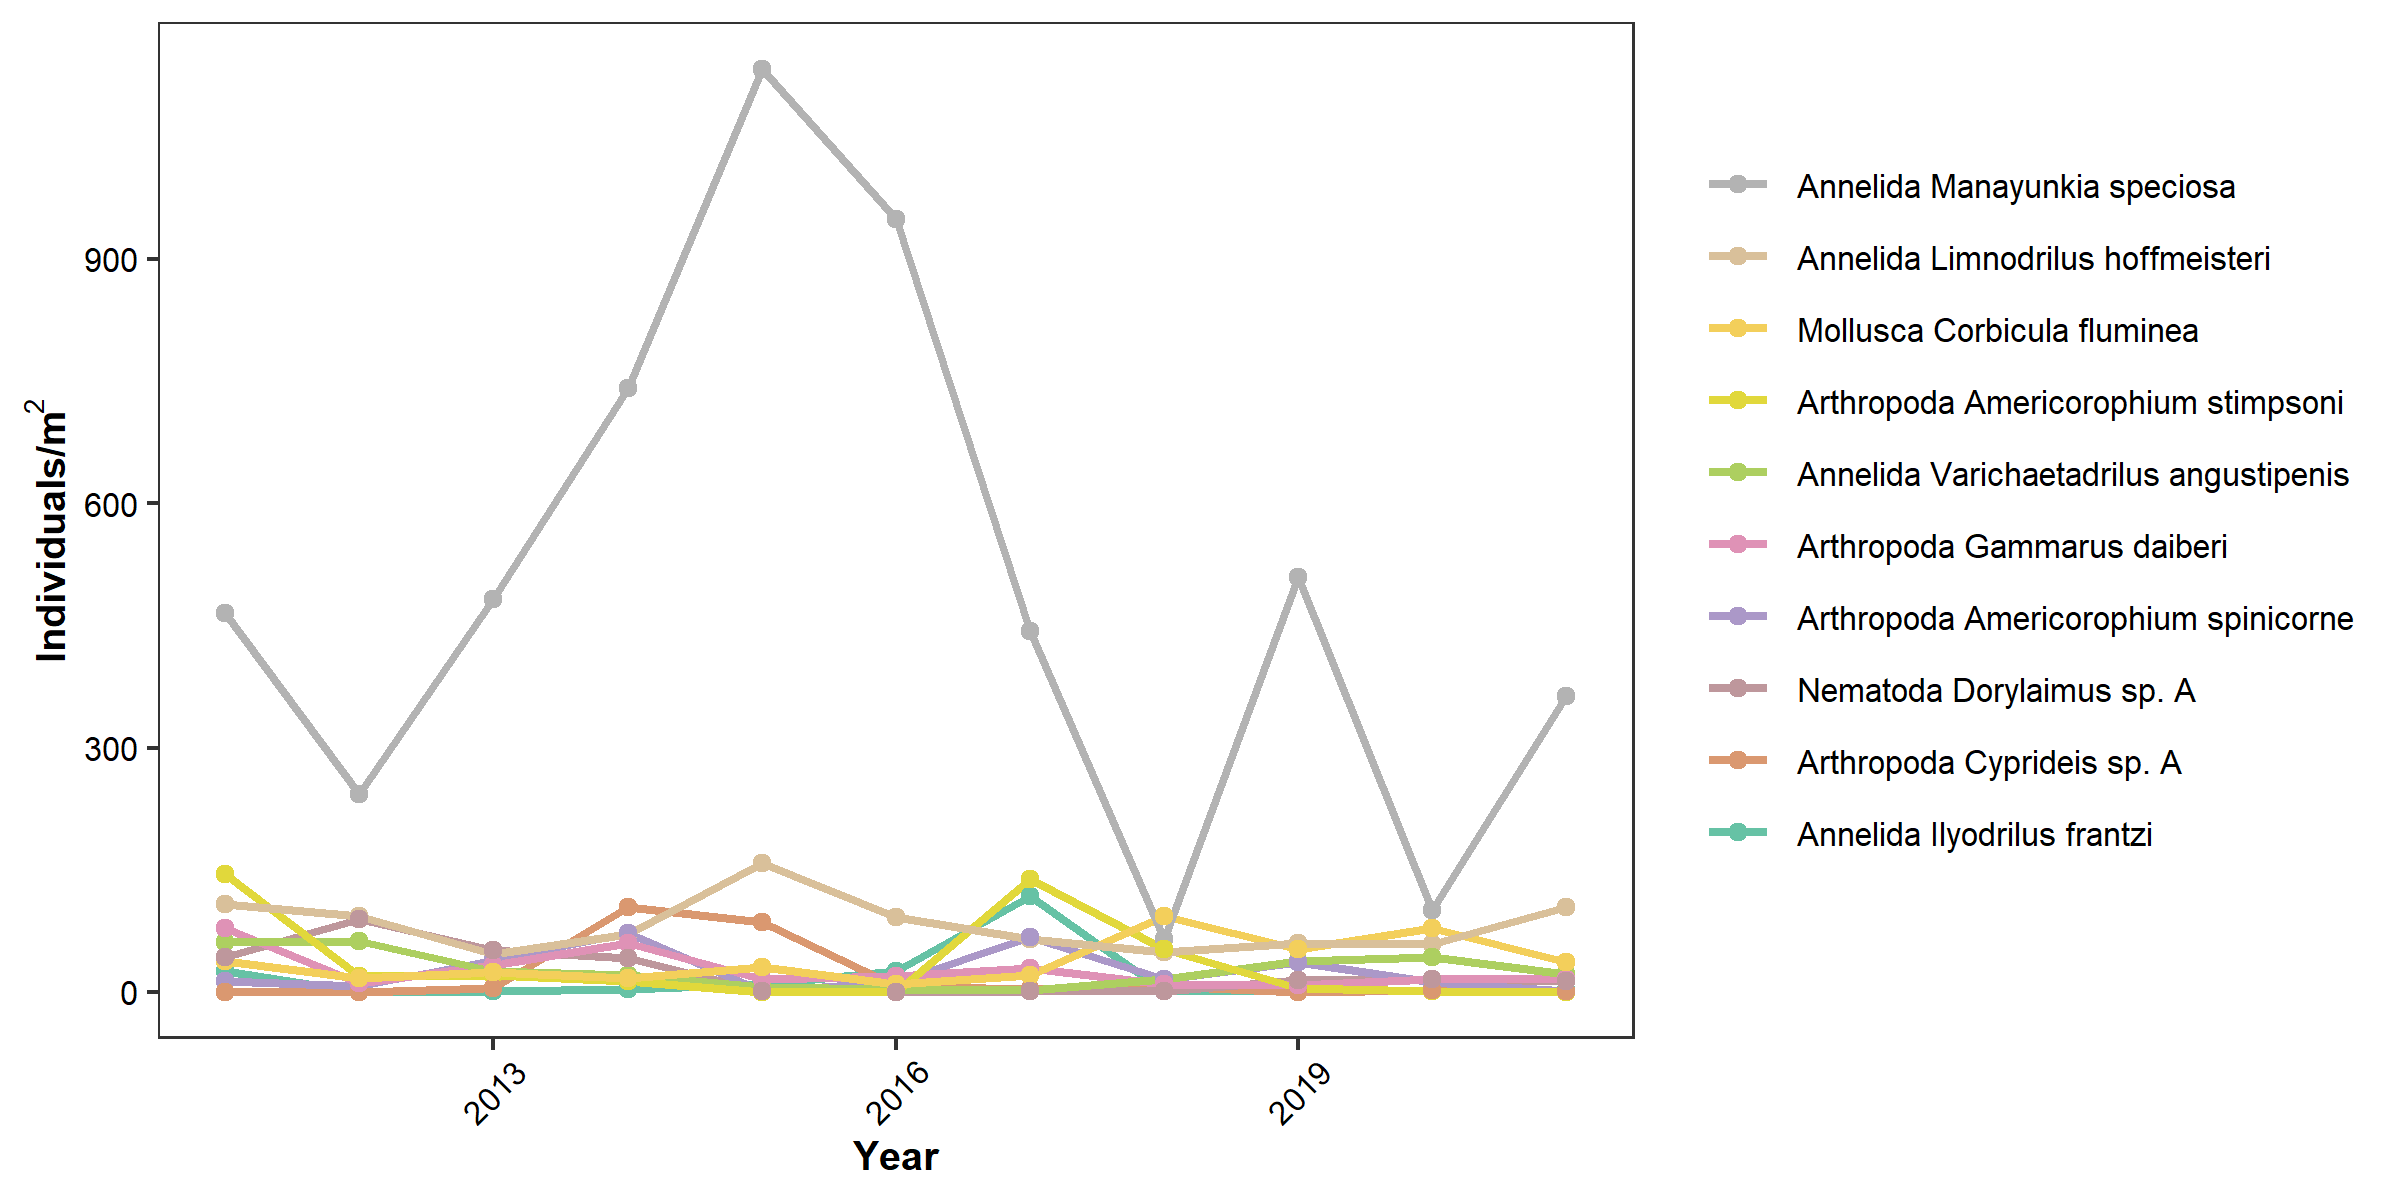 Individuals/m²
900
600
300
0
2013
2016
2019
Year
Annelida Manayunkia speciosa
Annelida Limnodrilus hoffmeisteri
Mollusca Corbicula fluminea
Arthropoda Americorophium stimpsoni
Annelida Varichaetadrilus angustipenis
Arthropoda Gammarus daiberi
Arthropoda Americorophium spinicorne
Nematoda Dorylaimus sp. A
Arthropoda Cyprideis sp. A
Annelida Ilyodrilus frantzi